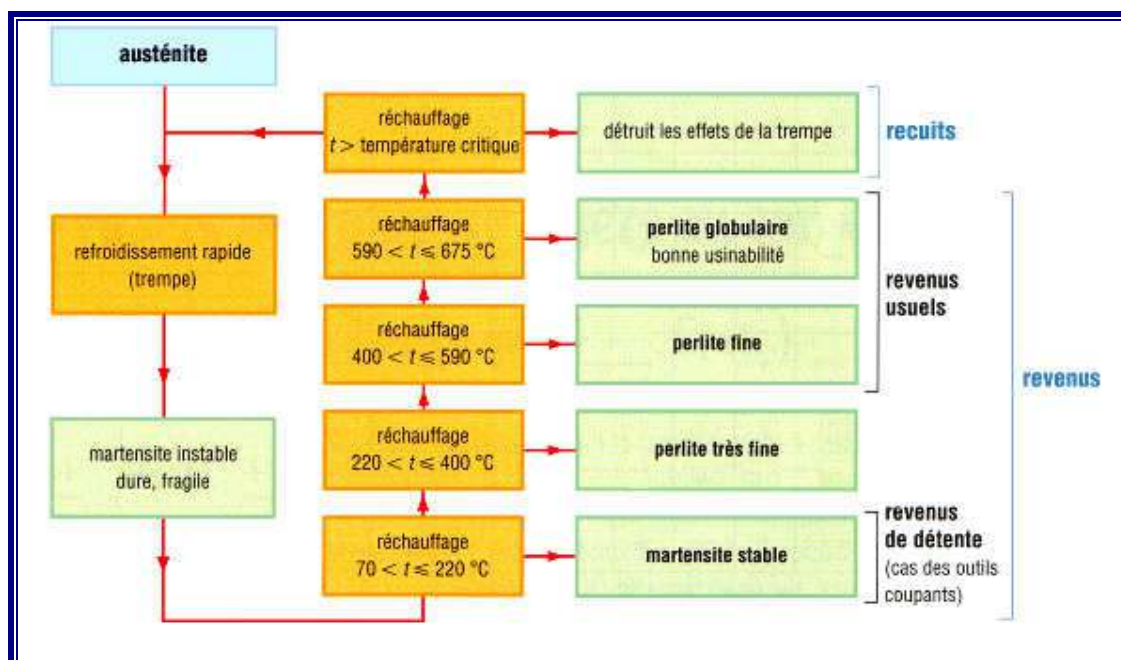 austénite
réchauffage
t > température critique
détruit les effets de la trempe
recuits
refroidissement rapide
(trempe)
réchauffage
590 < t ⩽ 675 °C
perlite globulaire
bonne usinabilité
revenus
usuels
réchauffage
400 < t ⩽ 590 °C
perlite fine
revenus
martensite instable
dure, fragile
réchauffage
220 < t ⩽ 400 °C
perlite très fine
réchauffage
70 < t ⩽ 220 °C
martensite stable
revenus
de détente
(cas des outils
coupants)